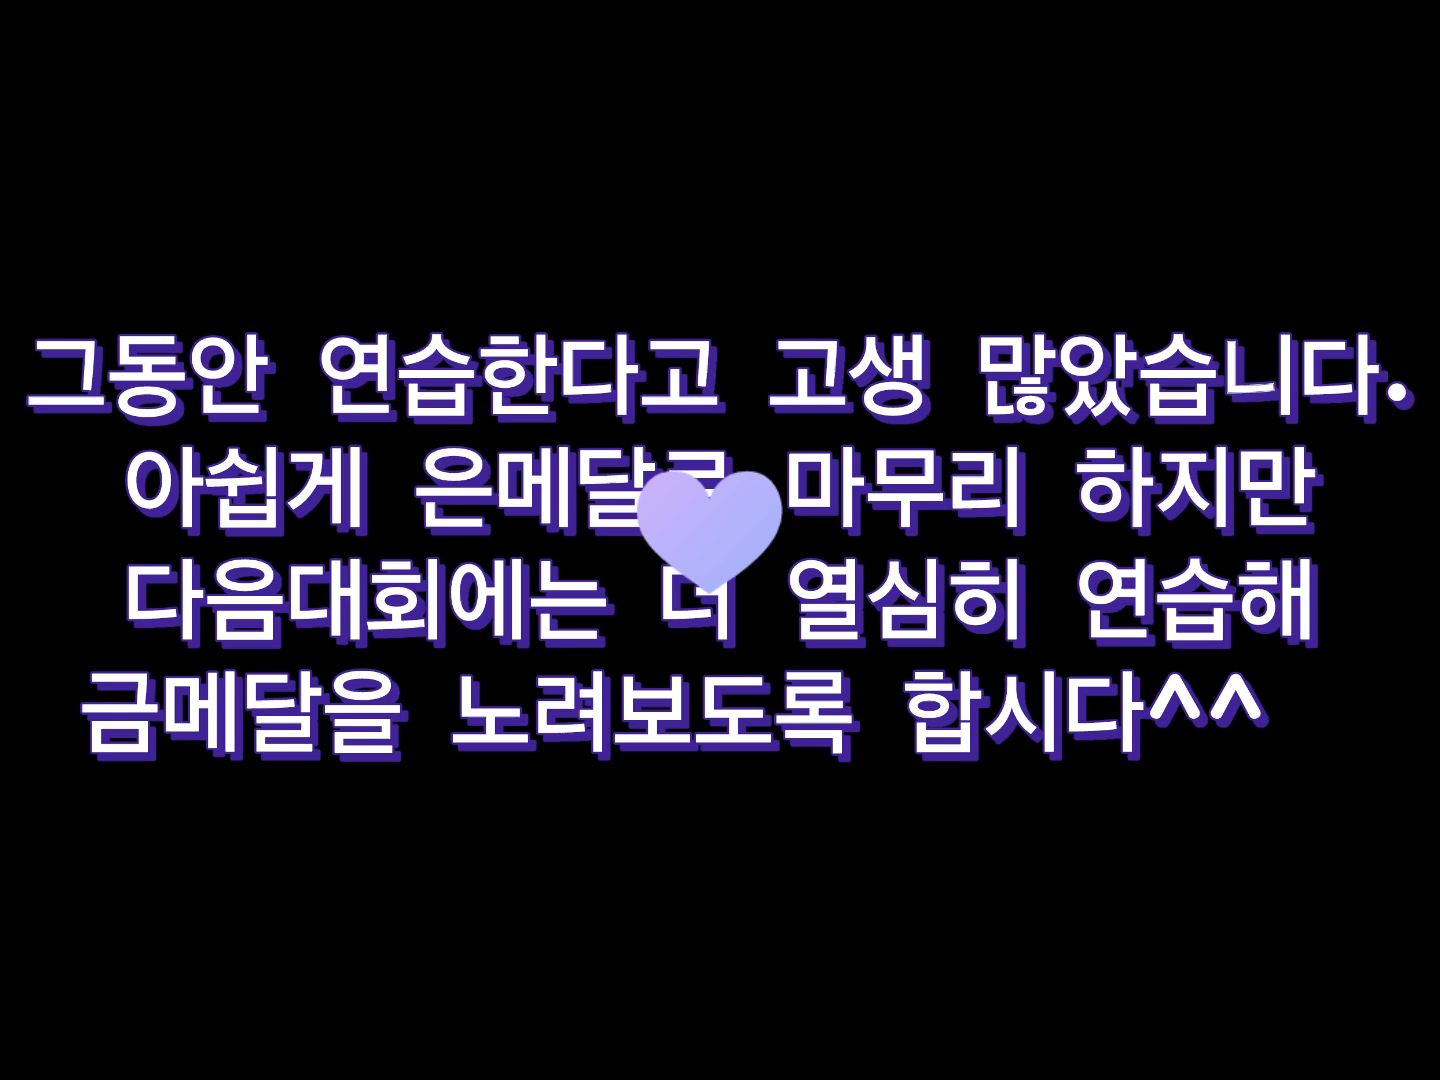 그동안 연습한다고 고생 많았습니다.
아쉽게 은메달로 마무리 하지만
다음대회에는 더 열심히 연습해
금메달을 노려보도록 합시다^^